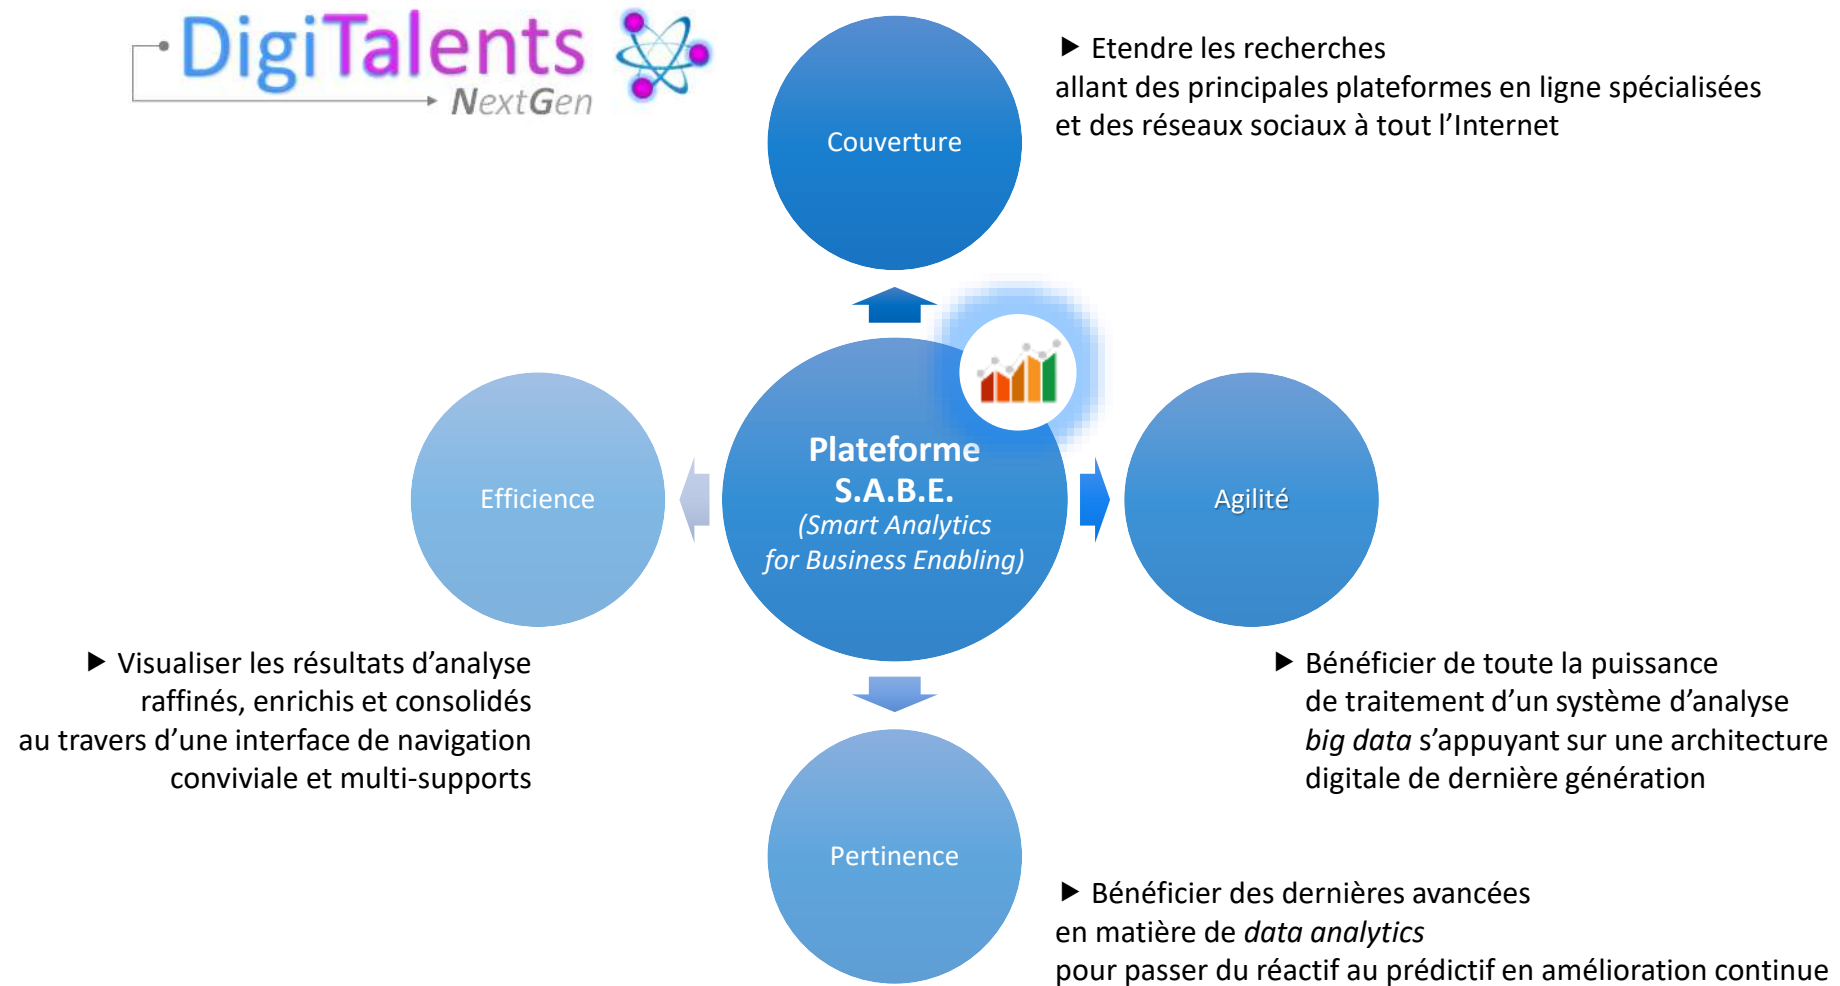 DigiTalents
NextGen
Couverture
▶ Etendre les recherches
allant des principales plateformes en ligne spécialisées
et des réseaux sociaux à tout l’Internet
Efficience
Plateforme
S.A.B.E.
(Smart Analytics
for Business Enabling)
Agilité
▶ Visualiser les résultats d’analyse
raffinés, enrichis et consolidés
au travers d’une interface de navigation
conviviale et multi-supports
▶ Bénéficier de toute la puissance
de traitement d’un système d’analyse
big data s’appuyant sur une architecture
digitale de dernière génération
Pertinence
▶ Bénéficier des dernières avancées
en matière de data analytics
pour passer du réactif au prédictif en amélioration continue